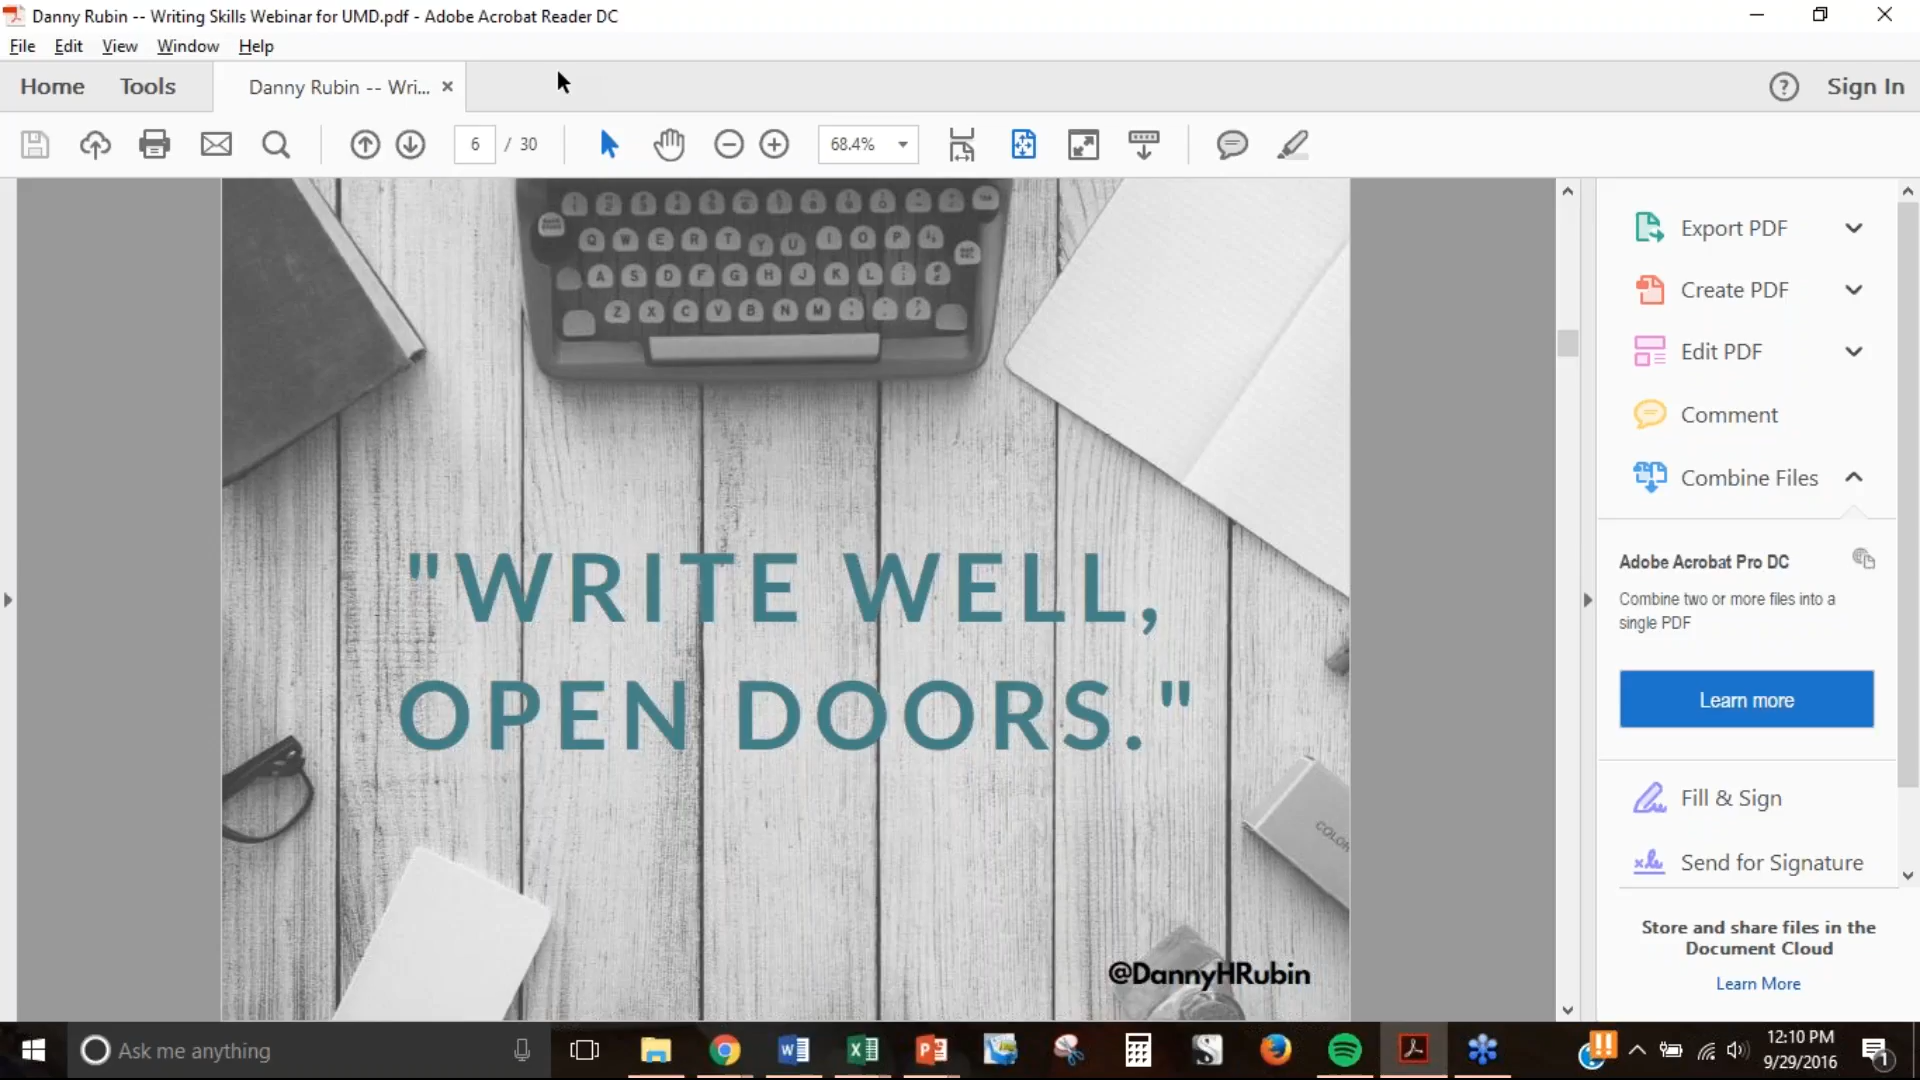 Danny Rubin -- Writing Skills Webinar for UMD.pdf - Adobe Acrobat Reader DC
File Edit View Window Help
Home Tools Danny Rubin -- Wri... × ? Sign In
6 / 30 68.4%
Export PDF
Create PDF
Edit PDF
Comment
Combine Files
Adobe Acrobat Pro DC
Combine two or more files into a
single PDF
Learn more
Fill & Sign
Send for Signature
Store and share files in the
Document Cloud
Learn More
Q W E R T Y U I O P
A S D F G H J K L
Z X C V B N M
"WRITE WELL,
OPEN DOORS."
COLOR
@DannyHRubin
Ask me anything
12:10 PM
9/29/2016
1